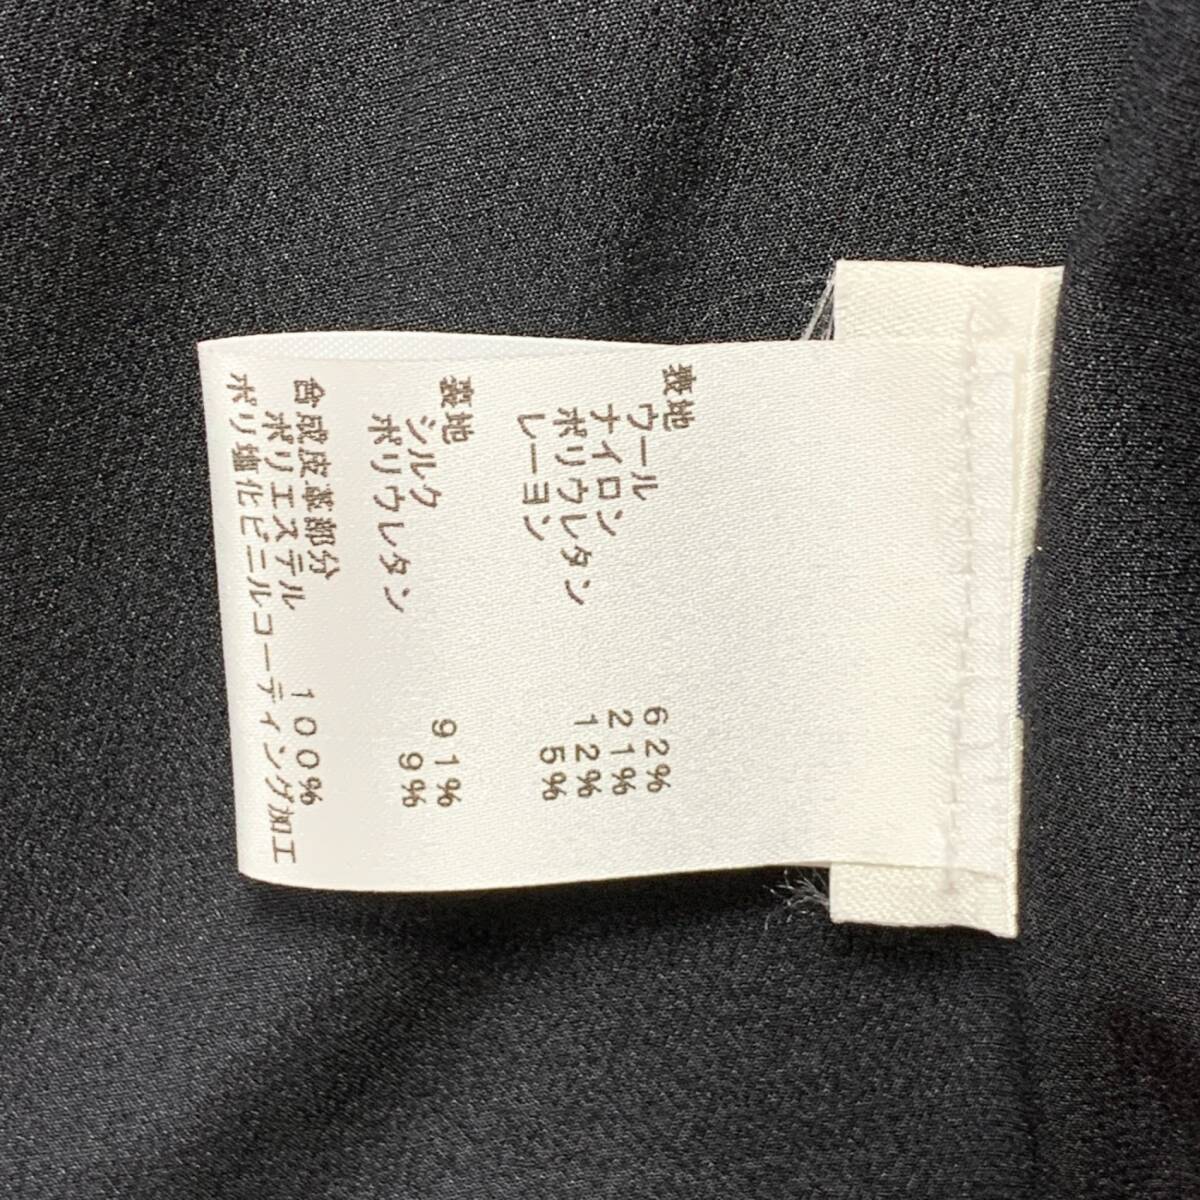 表地
ウール 62%
ナイロン 21%
ポリウレタン 12%
レーヨン 5%
裏地
シルク 91%
ポリウレタン 9%
合成皮革部分
ポリエステル 100%
ポリ塩化ビニルコーティング加工